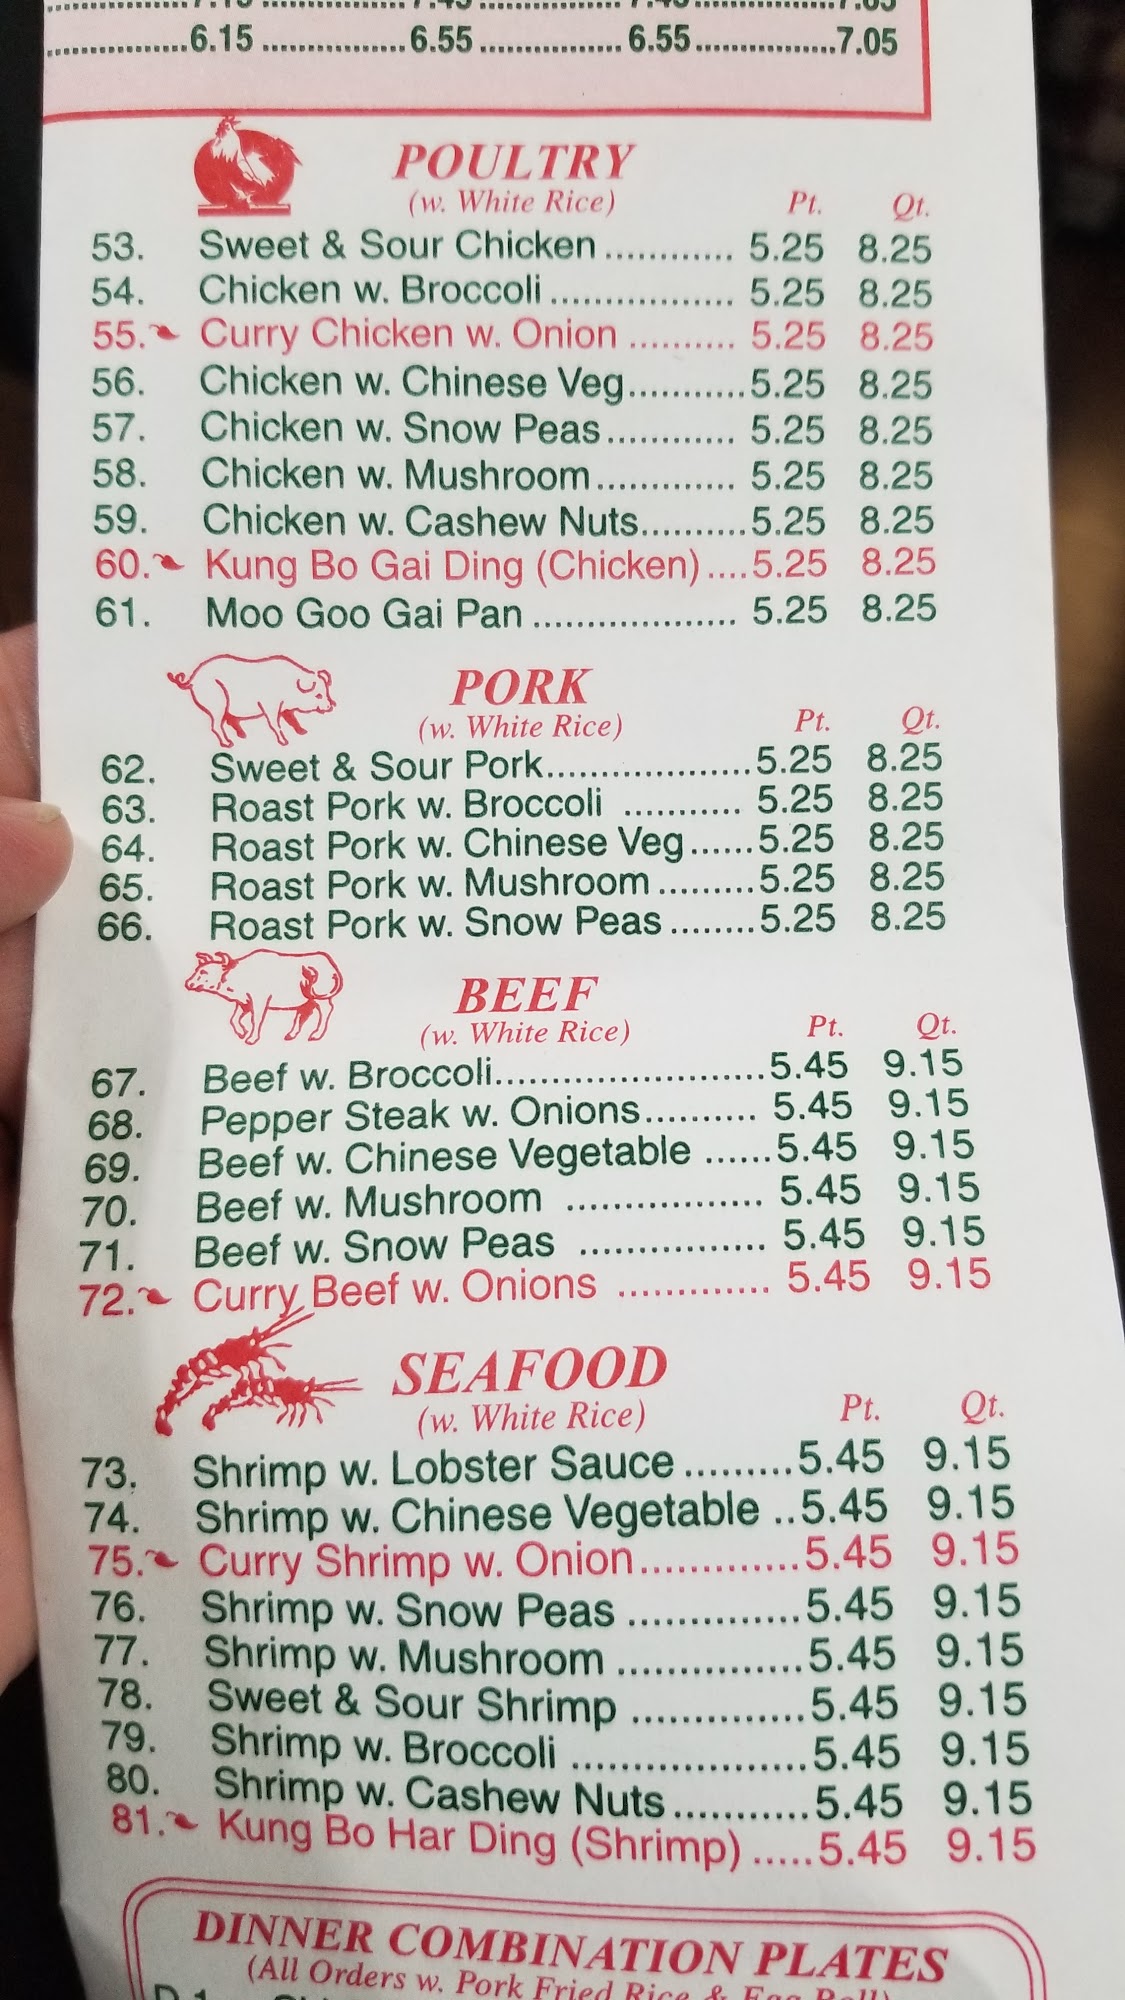 6.15 ................ 6.55 ................ 6.55 ................ 7.05
POULTRY
(w. White Rice) Pt. Qt.
53. Sweet & Sour Chicken ............ 5.25 8.25
54. Chicken w. Broccoli ................. 5.25 8.25
55. Curry Chicken w. Onion .......... 5.25 8.25
56. Chicken w. Chinese Veg........... 5.25 8.25
57. Chicken w. Snow Peas............ 5.25 8.25
58. Chicken w. Mushroom............. 5.25 8.25
59. Chicken w. Cashew Nuts.......... 5.25 8.25
60. Kung Bo Gai Ding (Chicken) .... 5.25 8.25
61. Moo Goo Gai Pan ................... 5.25 8.25
PORK
(w. White Rice) Pt. Qt.
62. Sweet & Sour Pork................... 5.25 8.25
63. Roast Pork w. Broccoli ........... 5.25 8.25
64. Roast Pork w. Chinese Veg...... 5.25 8.25
65. Roast Pork w. Mushroom ......... 5.25 8.25
66. Roast Pork w. Snow Peas ........ 5.25 8.25
BEEF
(w. White Rice) Pt. Qt.
67. Beef w. Broccoli......................... 5.45 9.15
68. Pepper Steak w. Onions.......... 5.45 9.15
69. Beef w. Chinese Vegetable ...... 5.45 9.15
70. Beef w. Mushroom .................. 5.45 9.15
71. Beef w. Snow Peas ................. 5.45 9.15
72. Curry Beef w. Onions ............. 5.45 9.15
SEAFOOD
(w. White Rice) Pt. Qt.
73. Shrimp w. Lobster Sauce ......... 5.45 9.15
74. Shrimp w. Chinese Vegetable .. 5.45 9.15
75. Curry Shrimp w. Onion............. 5.45 9.15
76. Shrimp w. Snow Peas .............. 5.45 9.15
77. Shrimp w. Mushroom ............... 5.45 9.15
78. Sweet & Sour Shrimp .............. 5.45 9.15
79. Shrimp w. Broccoli ................... 5.45 9.15
80. Shrimp w. Cashew Nuts........... 5.45 9.15
81. Kung Bo Har Ding (Shrimp) ..... 5.45 9.15
DINNER COMBINATION PLATES
(All Orders w. Pork Fried Rice & Egg Roll)